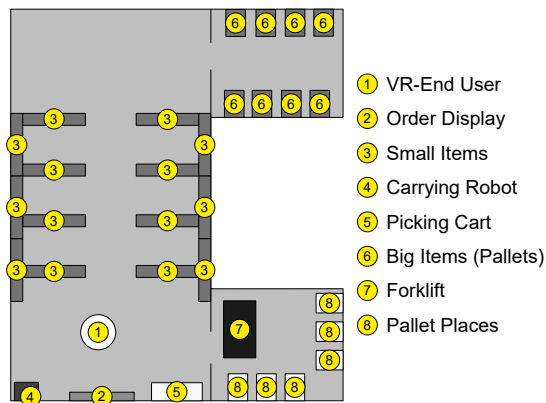 6 6 6 6
6 6 6 6
3 3
3 3
3 3
3 3
3 3
3 3 3 3
1
7
8
8
8
4 2 5 8 8 8
1 VR-End User
2 Order Display
3 Small Items
4 Carrying Robot
5 Picking Cart
6 Big Items (Pallets)
7 Forklift
8 Pallet Places